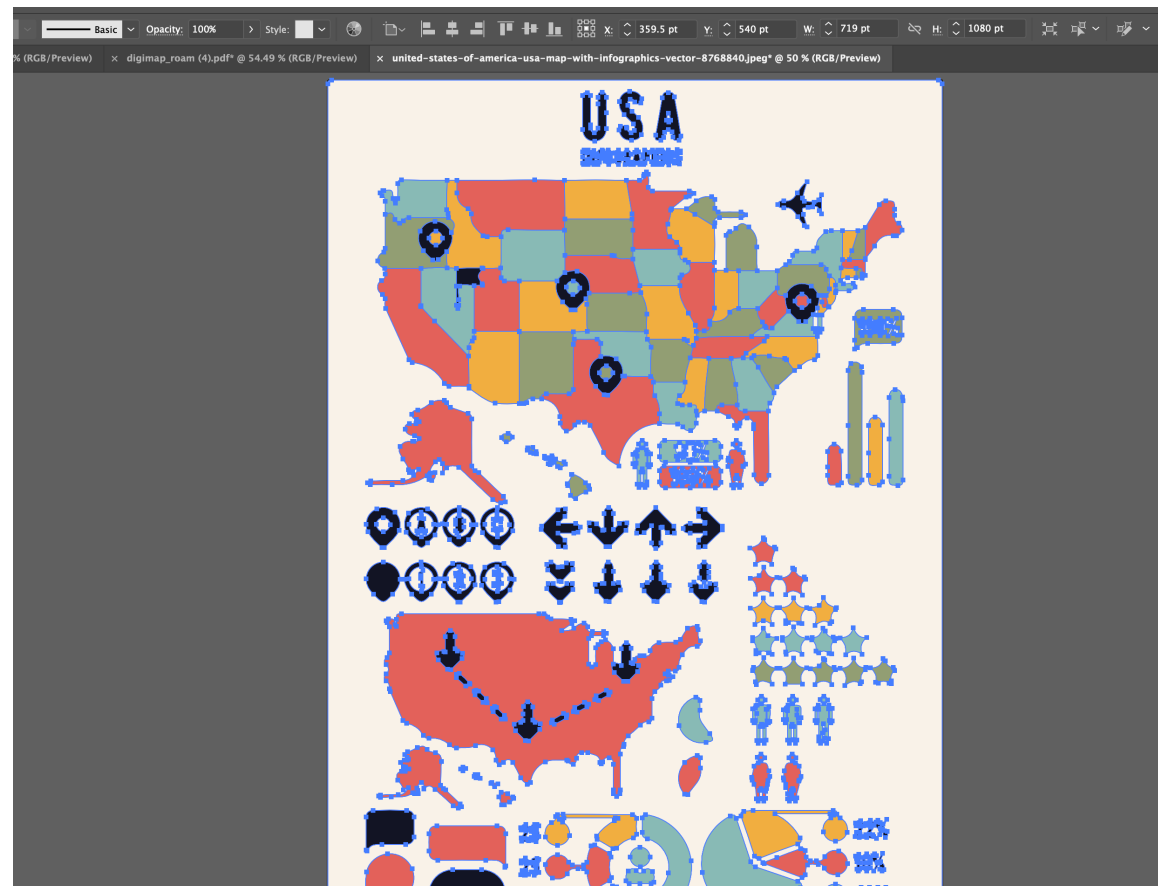 Basic Opacity: 100% Style: X: 359.5 pt Y: 540 pt W: 719 pt H: 1080 pt
% (RGB/Preview) × digimap_roam (4).pdf* @ 54.49 % (RGB/Preview) × united-states-of-america-usa-map-with-infographics-vector-8768840.jpeg* @ 50 % (RGB/Preview)
USA